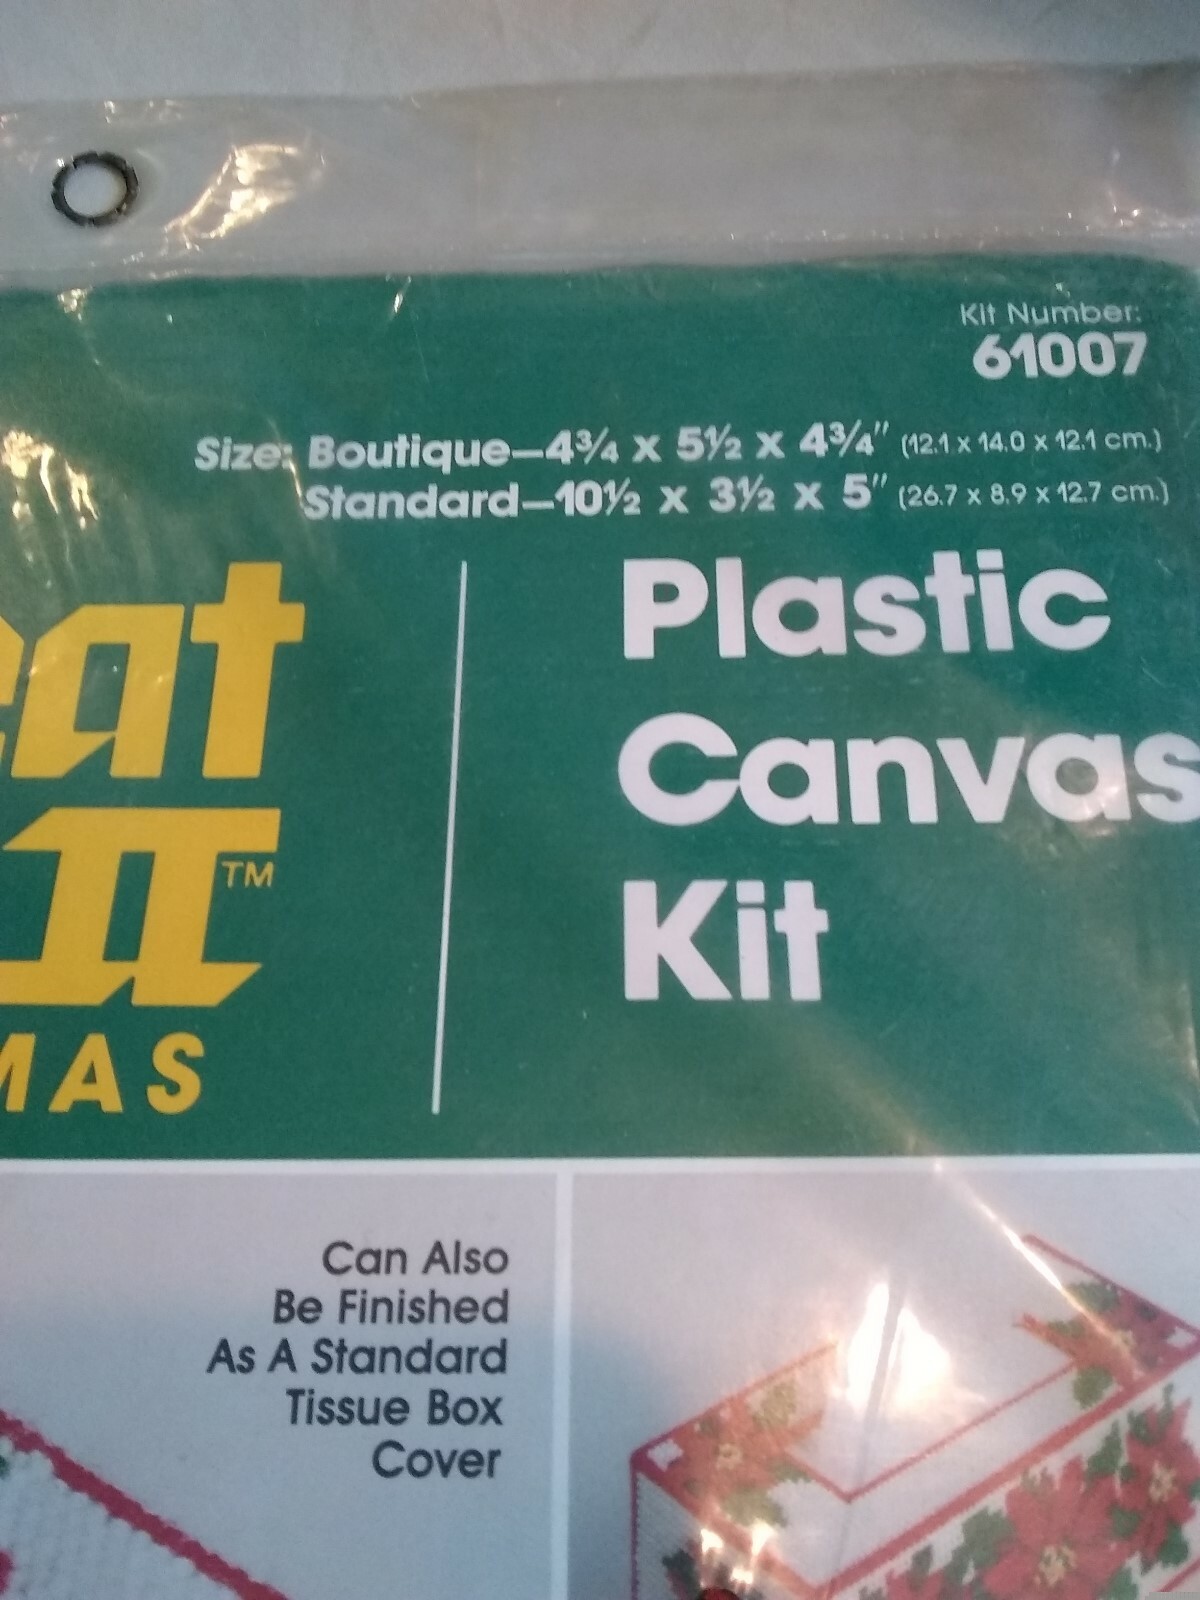 Kit Number:
61007
Size: Boutique—4¾ x 5½ x 4¾" (12.1 x 14.0 x 12.1 cm.)
Standard—10½ x 3½ x 5" (26.7 x 8.9 x 12.7 cm.)
eat
II™
MAS
Plastic
Canvas
Kit
Can Also
Be Finished
As A Standard
Tissue Box
Cover